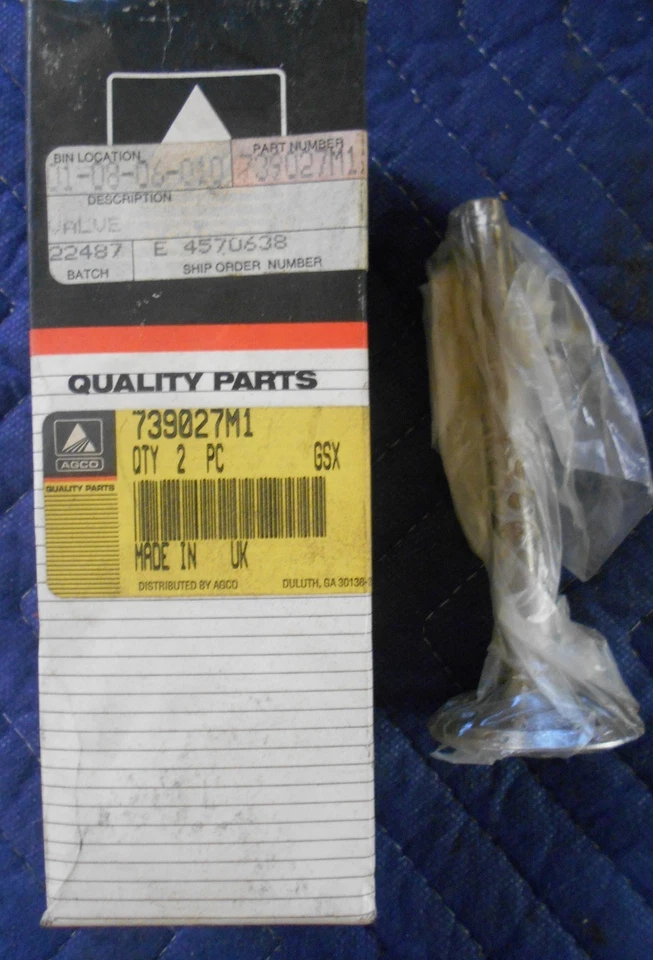 BIN LOCATION
PART NUMBER
01-08-06-010
739027M1
DESCRIPTION
VALVE
22487 E 4570638
BATCH SHIP ORDER NUMBER
QUALITY PARTS
739027M1
AGCO
QTY 2 PC GSX
QUALITY PARTS
MADE IN UK
DISTRIBUTED BY AGCO DULUTH, GA 30136-